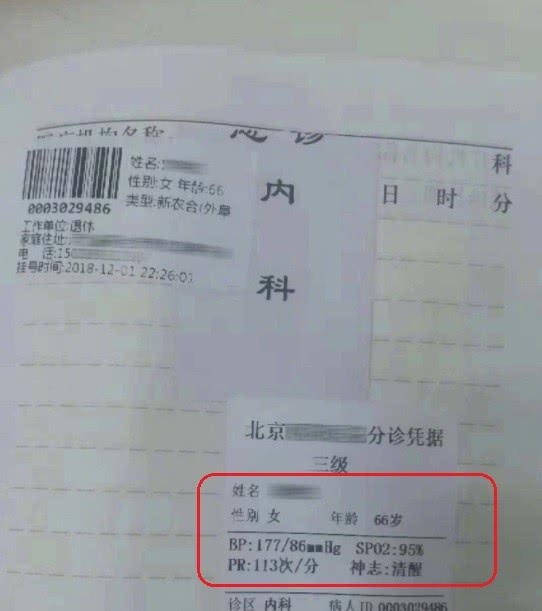 急诊
科
内
科
日 时 分
姓名:
性别:女 年龄:66
类型:新农合(外阜
0003029486
工作单位:退休
家庭住址:
电 话:15
挂号时间:2018-12-01 22:26:01
北京 分诊凭据
三级
姓名
性别 女 年龄 66岁
BP:177/86mmHg SPO2:95%
PR:113次/分 神志:清醒
诊区 内科 病人ID 0003029486